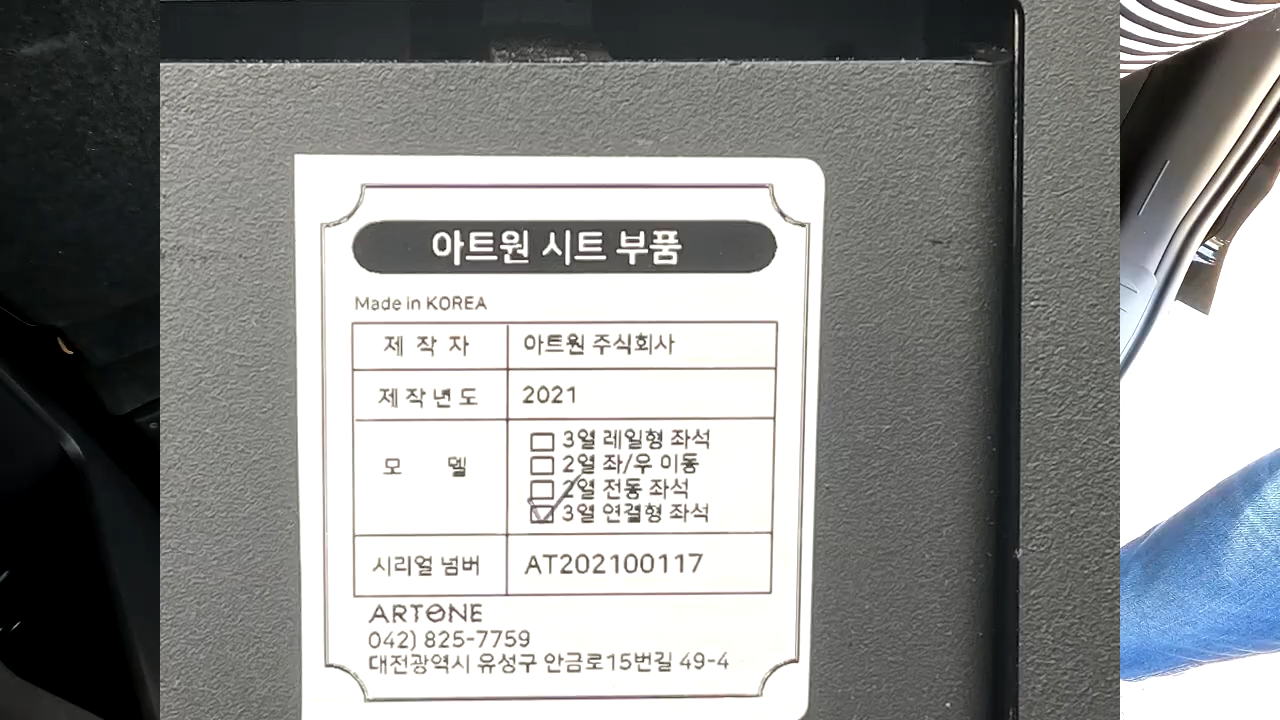 아트원 시트 부품
Made in KOREA
제 작 자 아트원 주식회사
제 작 년 도 2021
모 델
3열 레일형 좌석
2열 좌/우 이동
2열 전동 좌석
3열 연결형 좌석
시리얼 넘버 AT202100117
ARTONE
042) 825-7759
대전광역시 유성구 안금로15번길 49-4